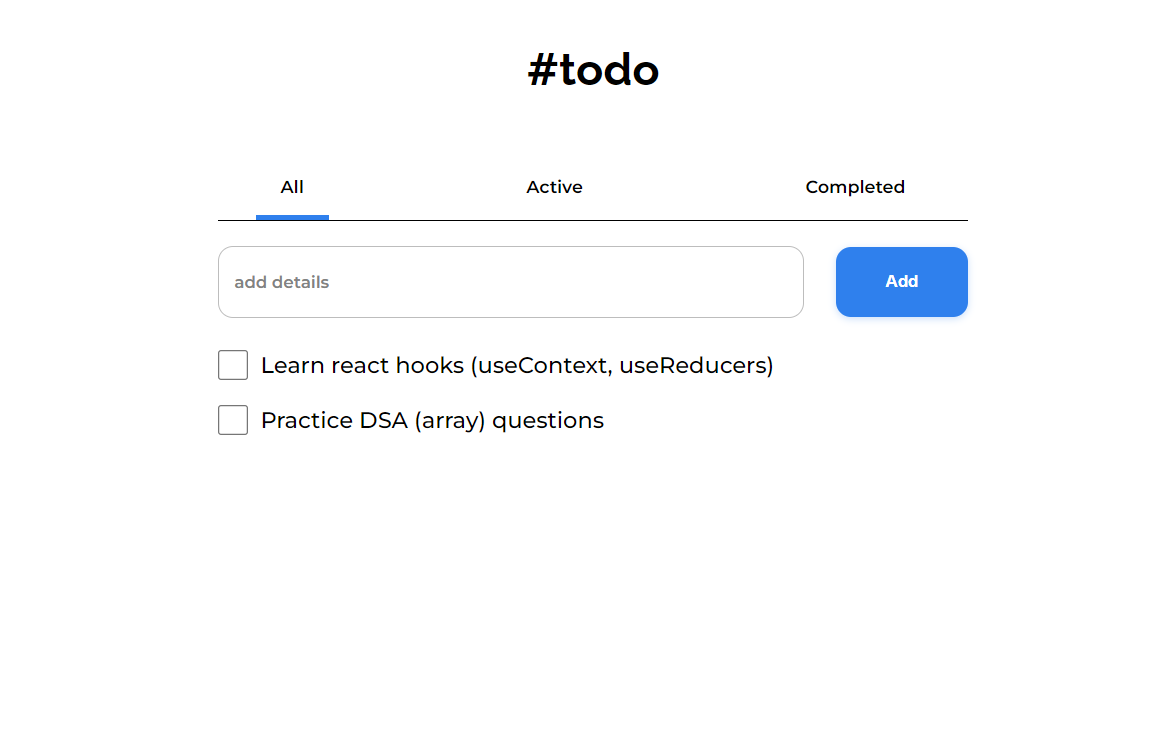 #todo
All Active Completed
add details Add
Learn react hooks (useContext, useReducers)
Practice DSA (array) questions